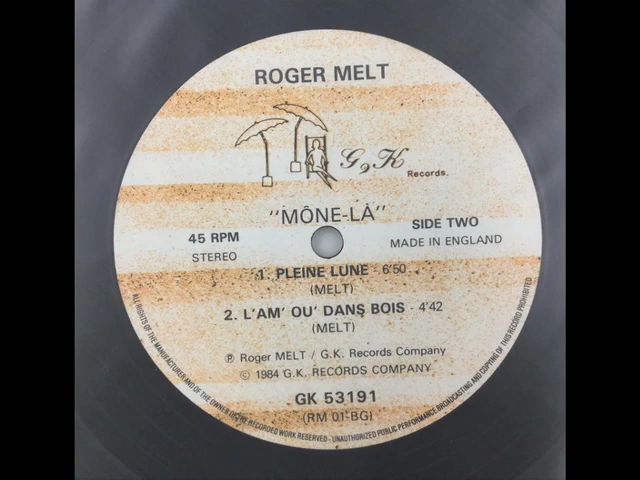 ROGER MELT
G,K Records.
"MÔNE-LÀ"
45 RPM
STEREO
SIDE TWO
MADE IN ENGLAND
1. PLEINE LUNE - 6'50
(MELT)
2. L'AM' OU' DANS BOIS - 4'42
(MELT)
℗ Roger MELT / G.K. Records Company
© 1984 G.K. RECORDS COMPANY
GK 53191
(RM 01-BG)
ALL RIGHTS OF THE MANUFACTURER AND OF THE OWNER OF THE RECORDED WORK RESERVED - UNAUTHORIZED PUBLIC PERFORMANCE BROADCASTING AND COPYING OF THIS RECORD PROHIBITED